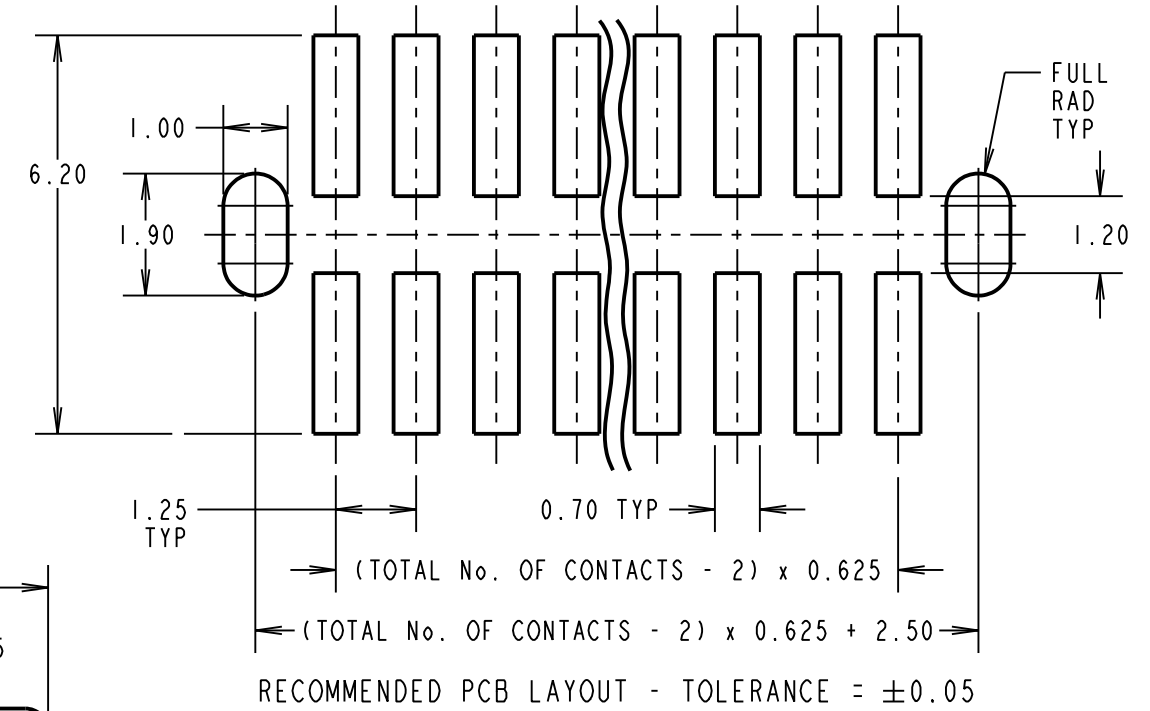 FULL
RAD
TYP
1.00
6.20
1.90
1.20
1.25
TYP
0.70 TYP
(TOTAL No. OF CONTACTS - 2) x 0.625
(TOTAL No. OF CONTACTS - 2) x 0.625 + 2.50
RECOMMENDED PCB LAYOUT - TOLERANCE = ±0.05